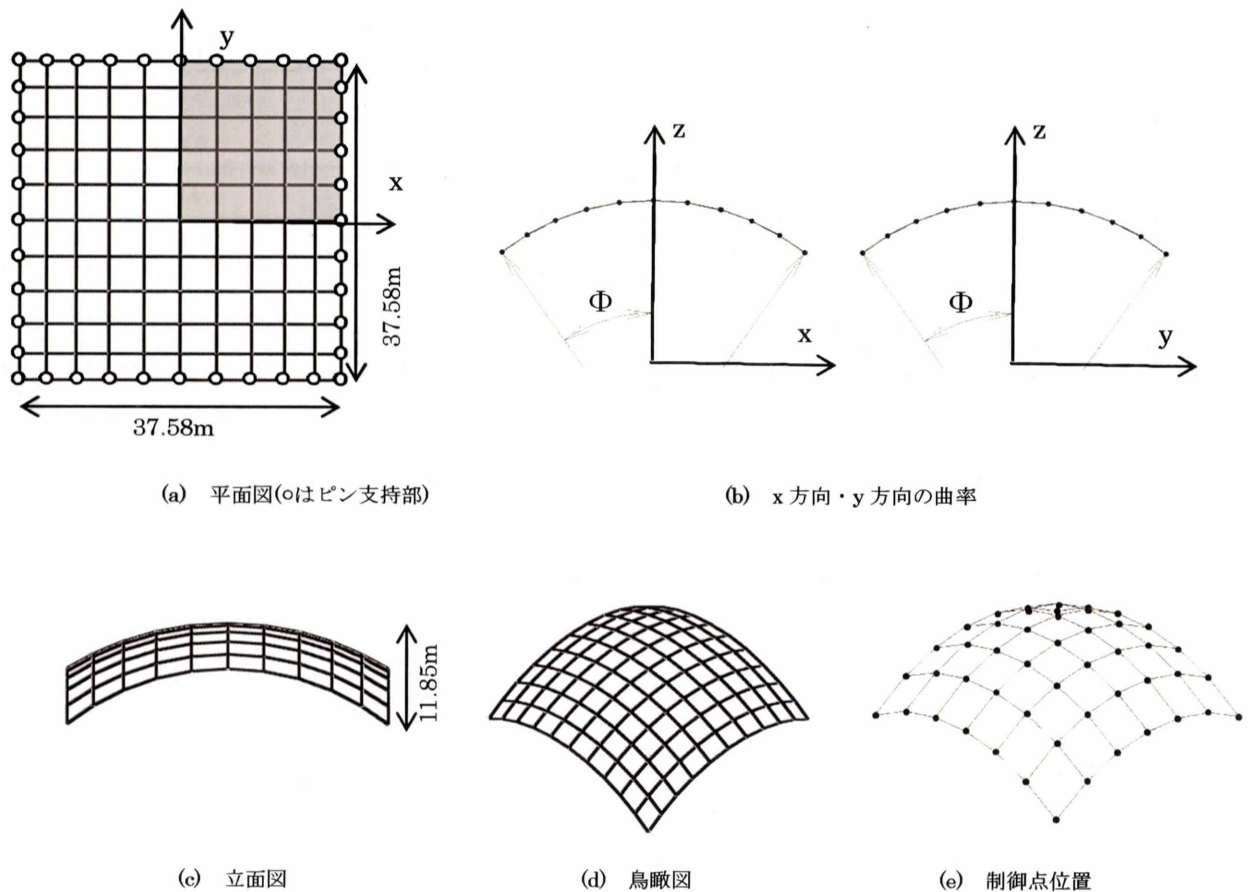 y
x
37.58m
37.58m
(a) 平面図(○はピン支持部)
z
Φ
x
z
Φ
y
(b) x 方向・y 方向の曲率
11.85m
(c) 立面図
(d) 鳥瞰図
(e) 制御点位置